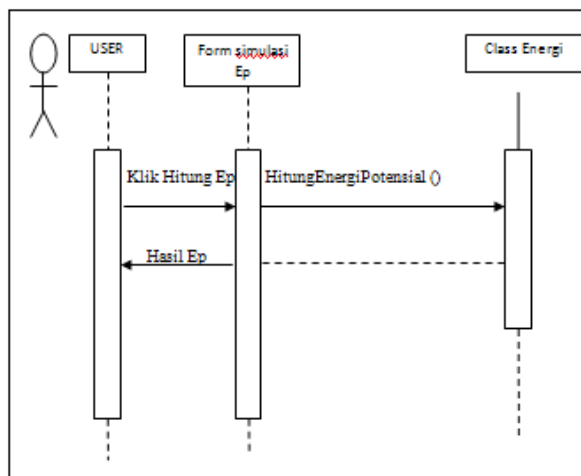 USER
Form simulasi
Ep
Class Energi
Klik Hitung Ep
HitungEnergiPotensial ()
Hasil Ep